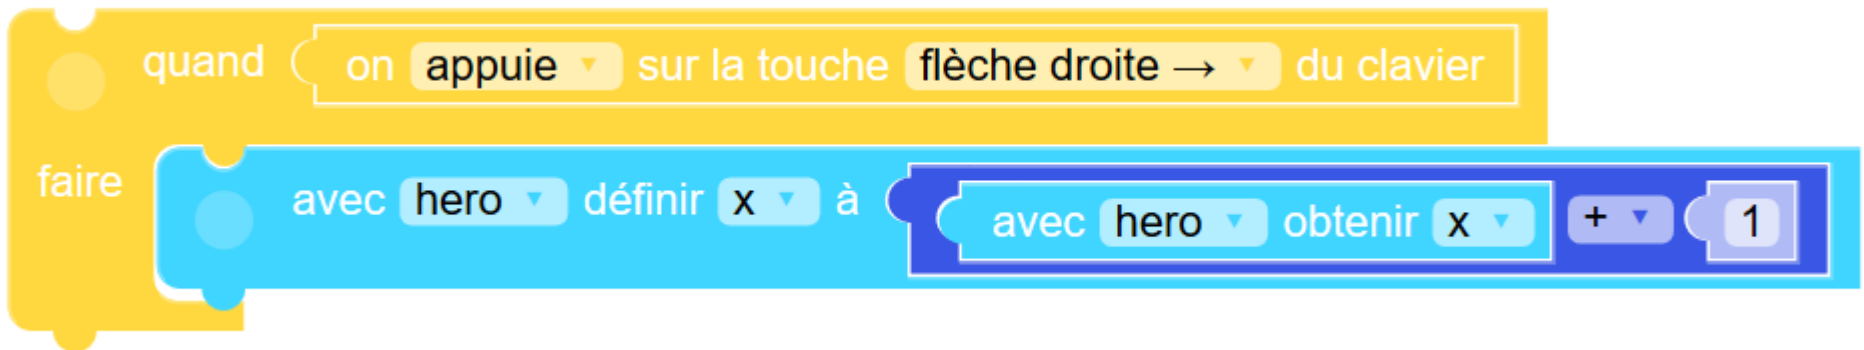 quand on appuie sur la touche flèche droite → du clavier
faire avec hero définir x à avec hero obtenir x + 1